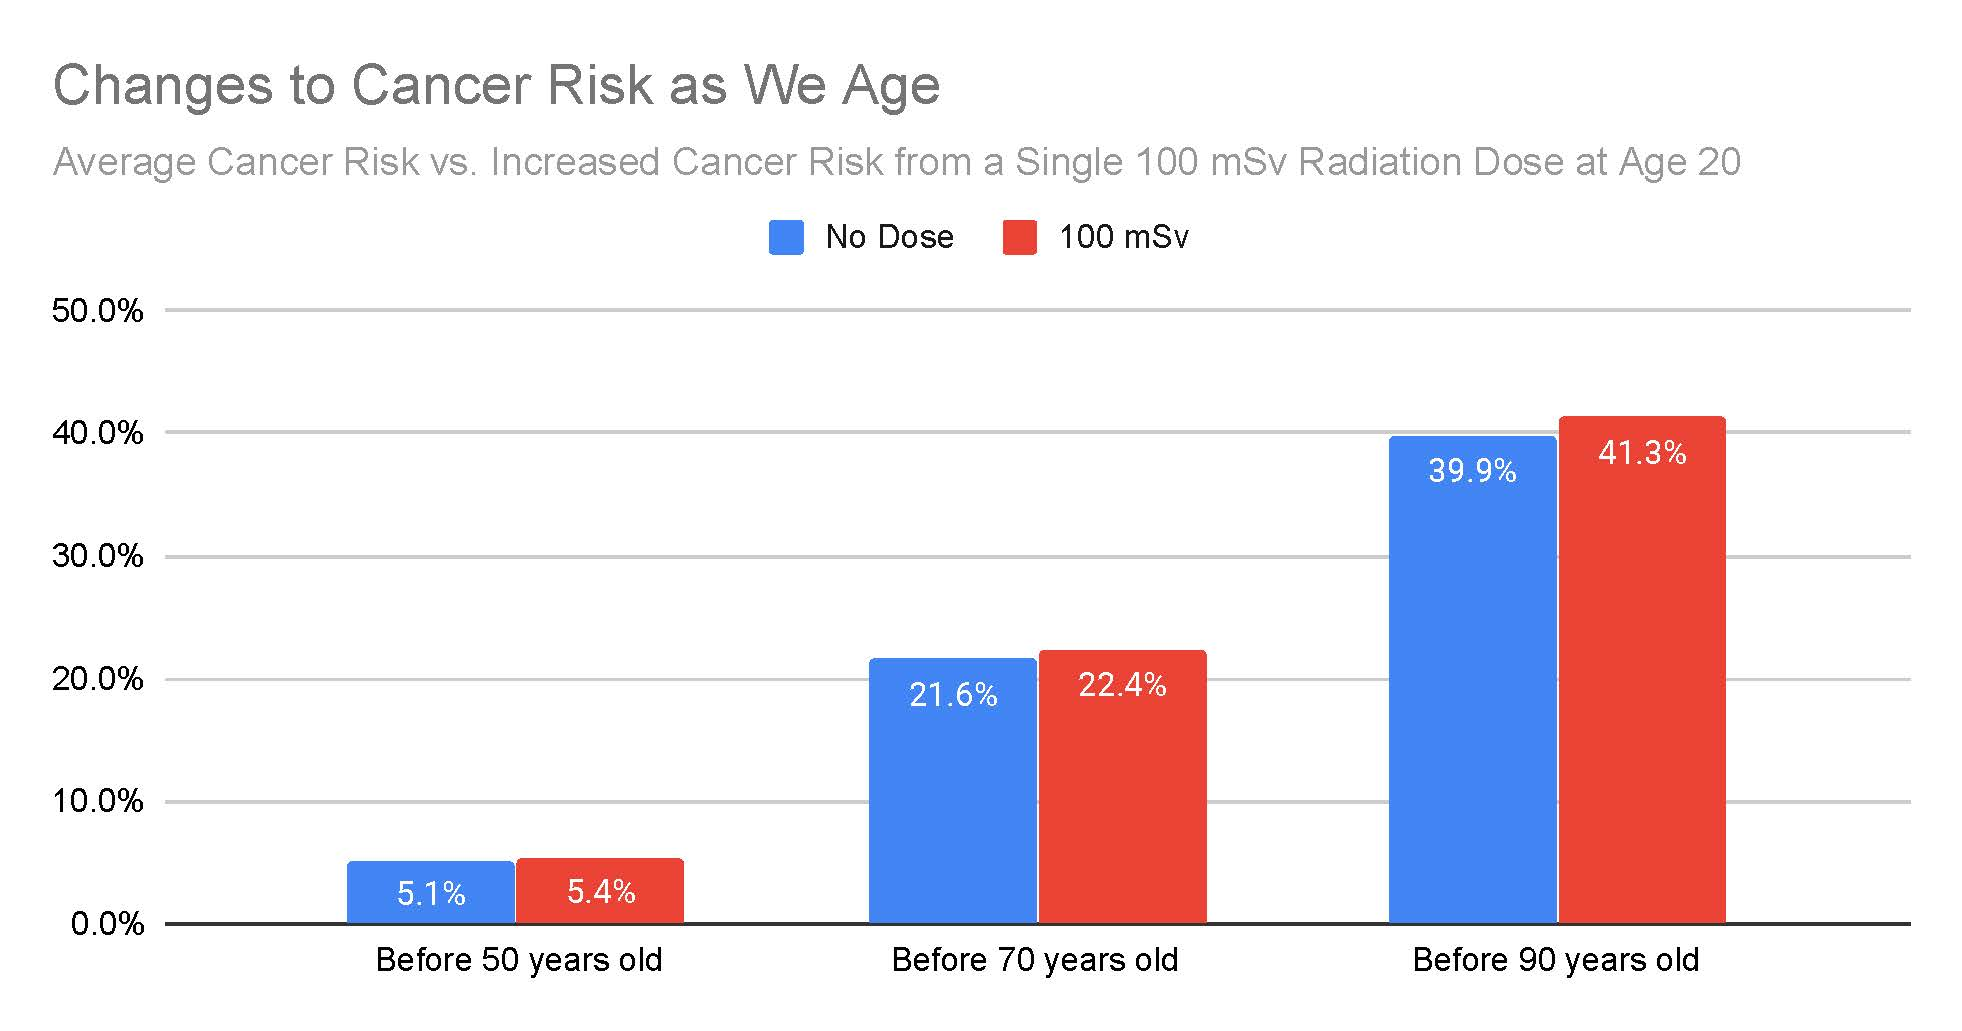 Changes to Cancer Risk as We Age
Average Cancer Risk vs. Increased Cancer Risk from a Single 100 mSv Radiation Dose at Age 20
No Dose 100 mSv
50.0%
40.0%
30.0%
20.0%
10.0%
0.0%
5.1% 5.4%
21.6% 22.4%
39.9% 41.3%
Before 50 years old Before 70 years old Before 90 years old